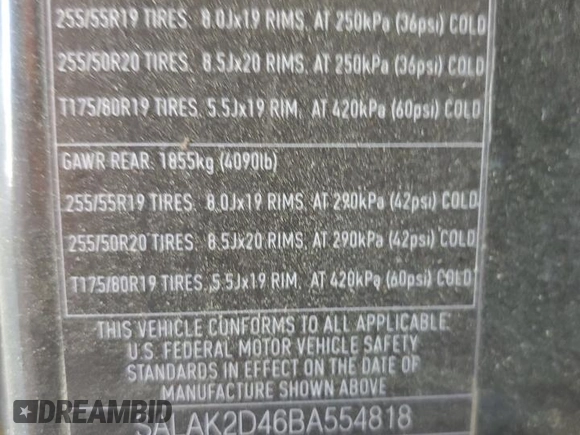 255/55R19 TIRES. 8.0Jx19 RIMS. AT 250kPa (36psi) COLD
255/50R20 TIRES. 8.5Jx20 RIMS. AT 250kPa (36psi) COLD
T175/80R19 TIRES. 5.5Jx19 RIM. AT 420kPa (60psi) COLD
GAWR REAR. 1855kg (4090lb)
255/55R19 TIRES. 8.0Jx19 RIMS. AT 290kPa (42psi) COLD
255/50R20 TIRES. 8.5Jx20 RIMS. AT 290kPa (42psi) COLD
T175/80R19 TIRES. 5.5Jx19 RIM. AT 420kPa (60psi) COLD
THIS VEHICLE CONFORMS TO ALL APPLICABLE
U.S. FEDERAL MOTOR VEHICLE SAFETY
STANDARDS IN EFFECT ON THE DATE OF
MANUFACTURE SHOWN ABOVE
SALAK2D46BA554818
DREAMBID